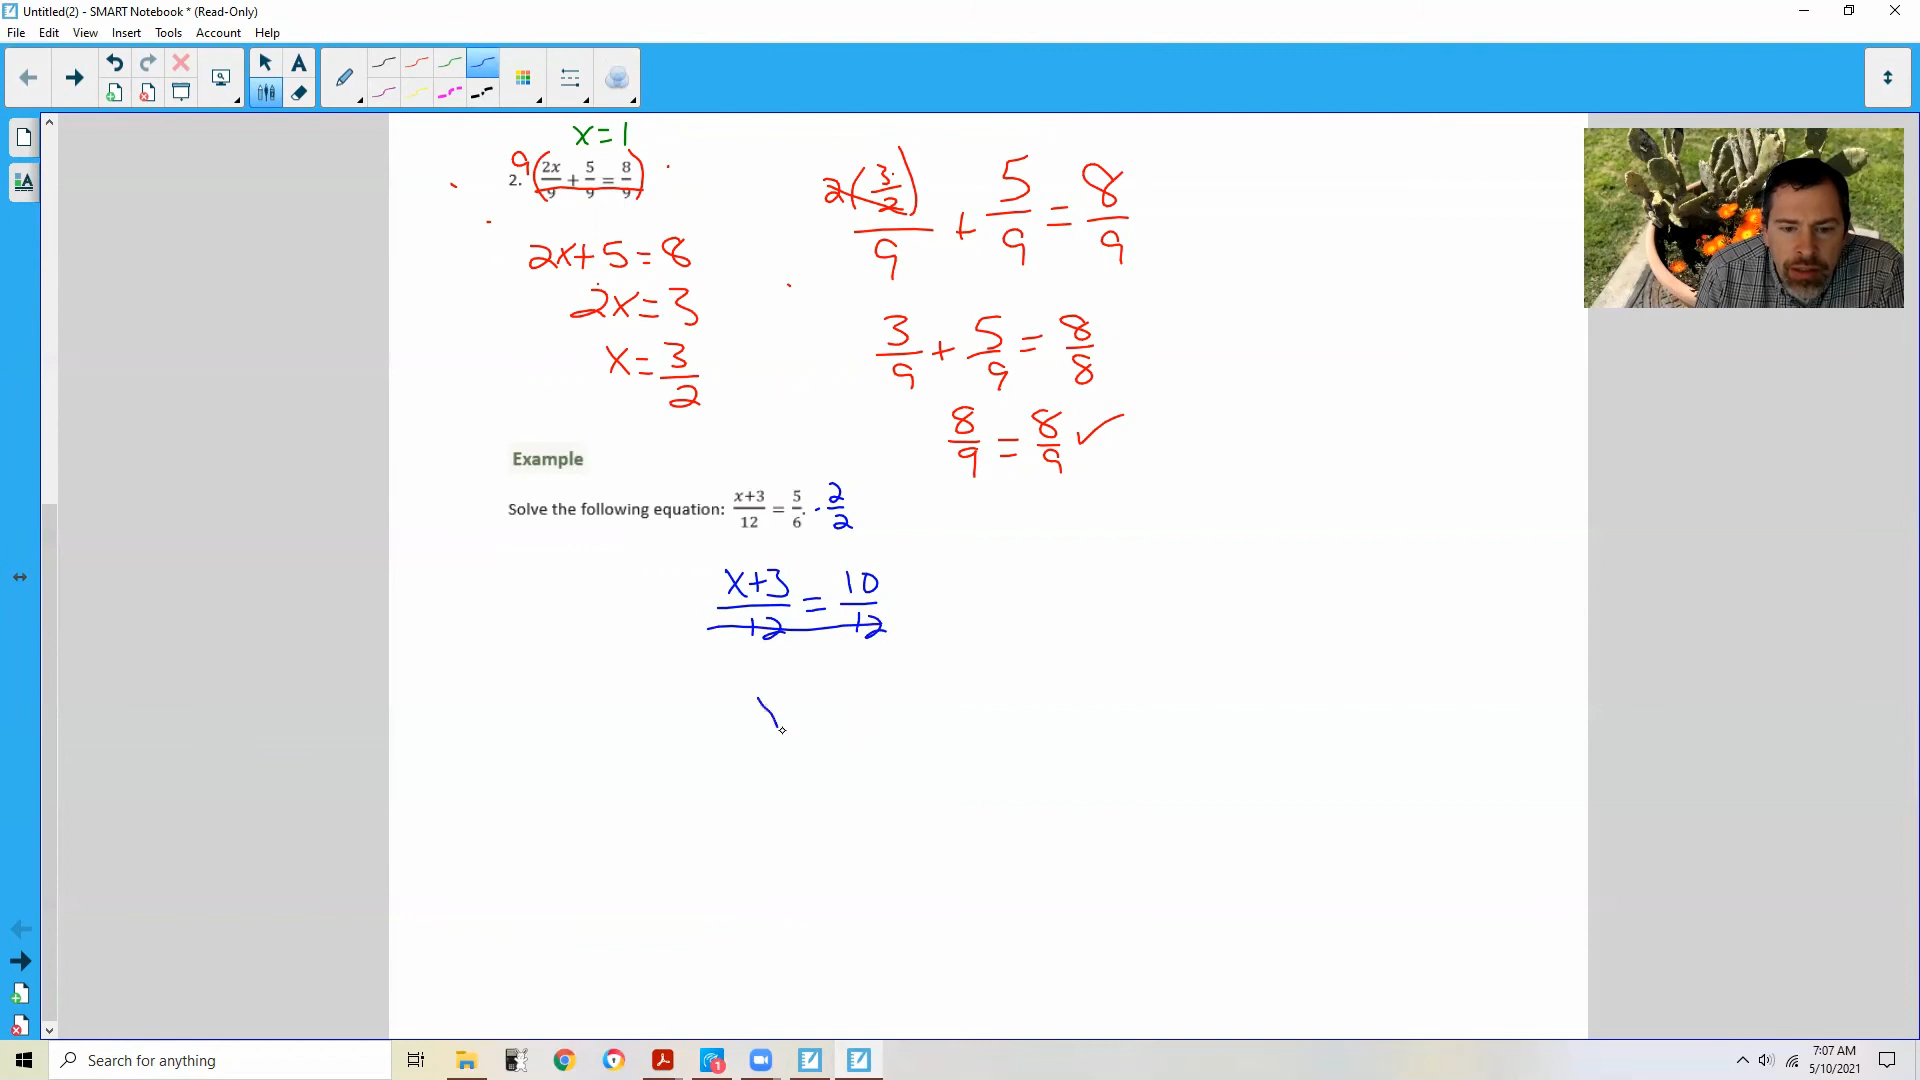 Untitled(2) - SMART Notebook * (Read-Only)
File Edit View Insert Tools Draw Account Help
x=1
2. 9(2x/9 + 5/9 = 8/9)
2x+5=8
2x=3
x=3/2
2(3/2)/9 + 5/9 = 8/9
3/9 + 5/9 = 8/8
8/9 = 8/9 ✓
Example
Solve the following equation: x+3/12 = 5/6. · 2/2
x+3/12 = 10/12
Search for anything
1
7:07 AM
5/10/2021